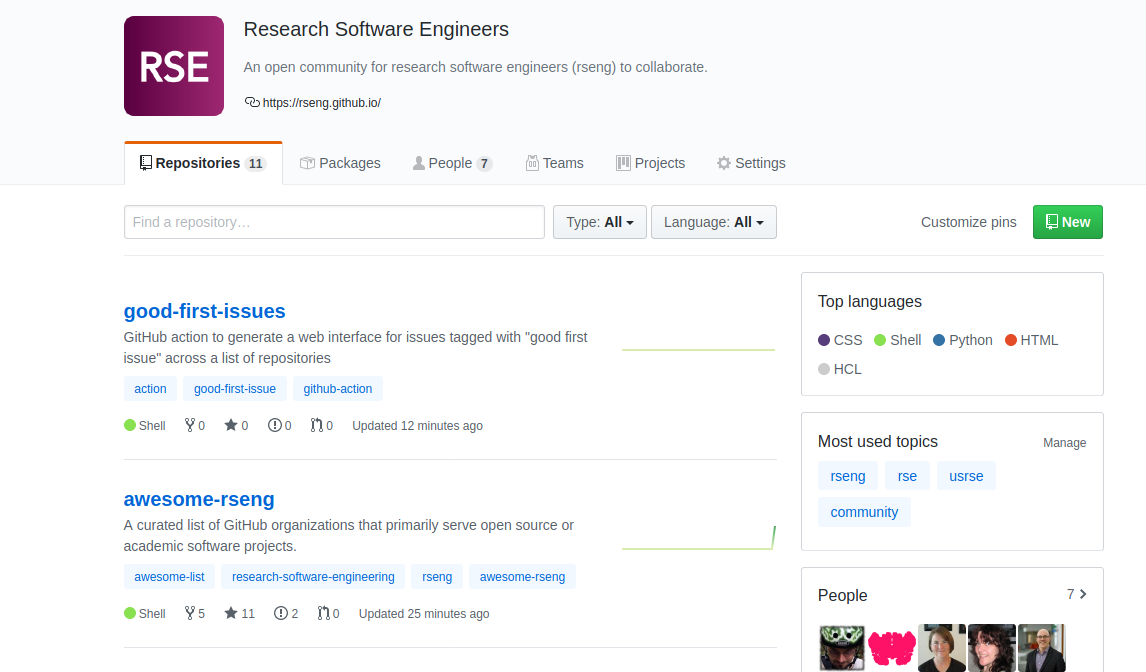 RSE
Research Software Engineers
An open community for research software engineers (rseng) to collaborate.
https://rseng.github.io/
Repositories 11
Packages
People 7
Teams
Projects
Settings
Find a repository…
Type: All
Language: All
Customize pins
New
good-first-issues
GitHub action to generate a web interface for issues tagged with "good first
issue" across a list of repositories
action good-first-issue github-action
Shell 0 0 0 0 Updated 12 minutes ago
awesome-rseng
A curated list of GitHub organizations that primarily serve open source or
academic software projects.
awesome-list research-software-engineering rseng awesome-rseng
Shell 5 11 2 0 Updated 25 minutes ago
Top languages
CSS Shell Python HTML
HCL
Most used topics Manage
rseng rse usrse
community
People 7